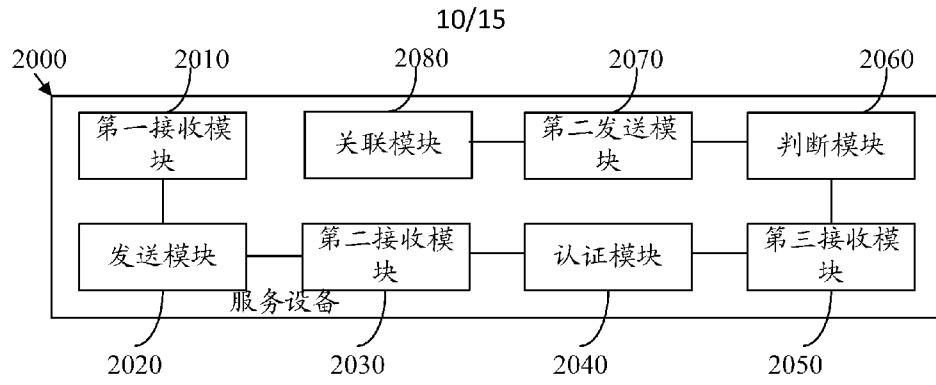 10/15
2000
2010
2080
2070
2060
第一接收模
块
关联模块
第二发送模
块
判断模块
发送模块
第二接收模
块
认证模块
第三接收模
块
服务设备
2020
2030
2040
2050